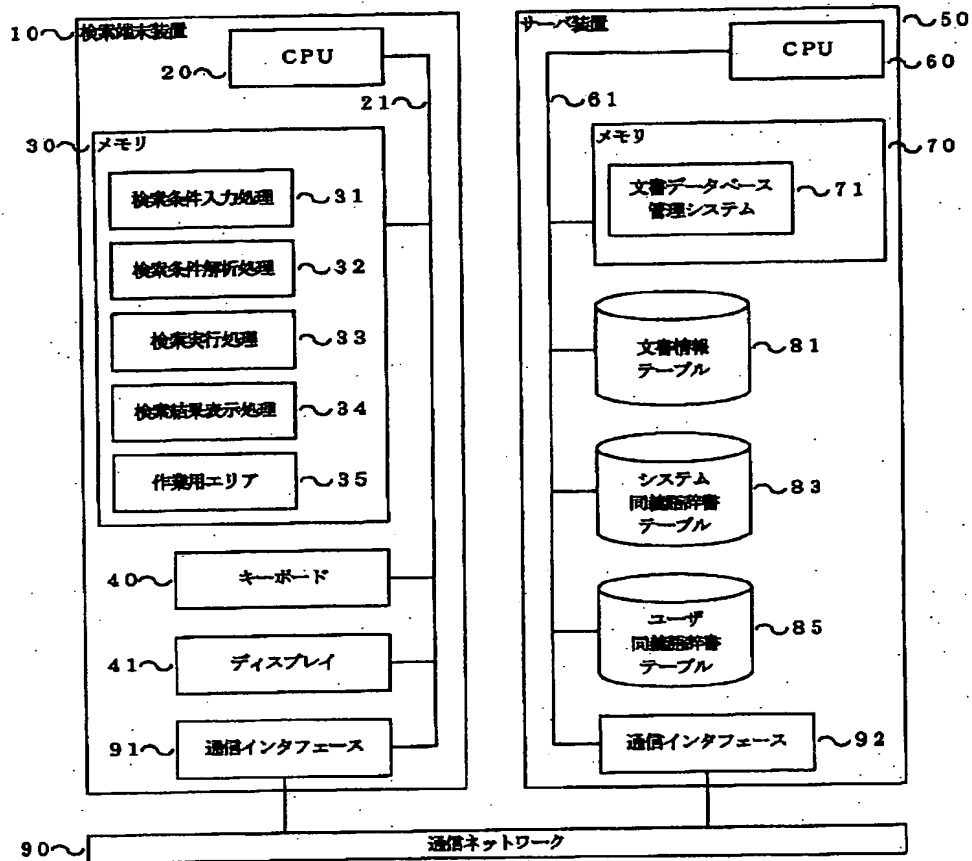 10 検索端末装置
CPU
20
21
30 メモリ
検索条件入力処理 31
検索条件解析処理 32
検索実行処理 33
検索結果表示処理 34
作業用エリア 35
40 キーボード
41 ディスプレイ
91 通信インタフェース
サーバ装置 50
CPU
60
61
メモリ 70
文書データベース
管理システム
71
文書情報
テーブル
81
システム
同義語辞書
テーブル
83
ユーザ
同義語辞書
テーブル
85
通信インタフェース 92
90 通信ネットワーク